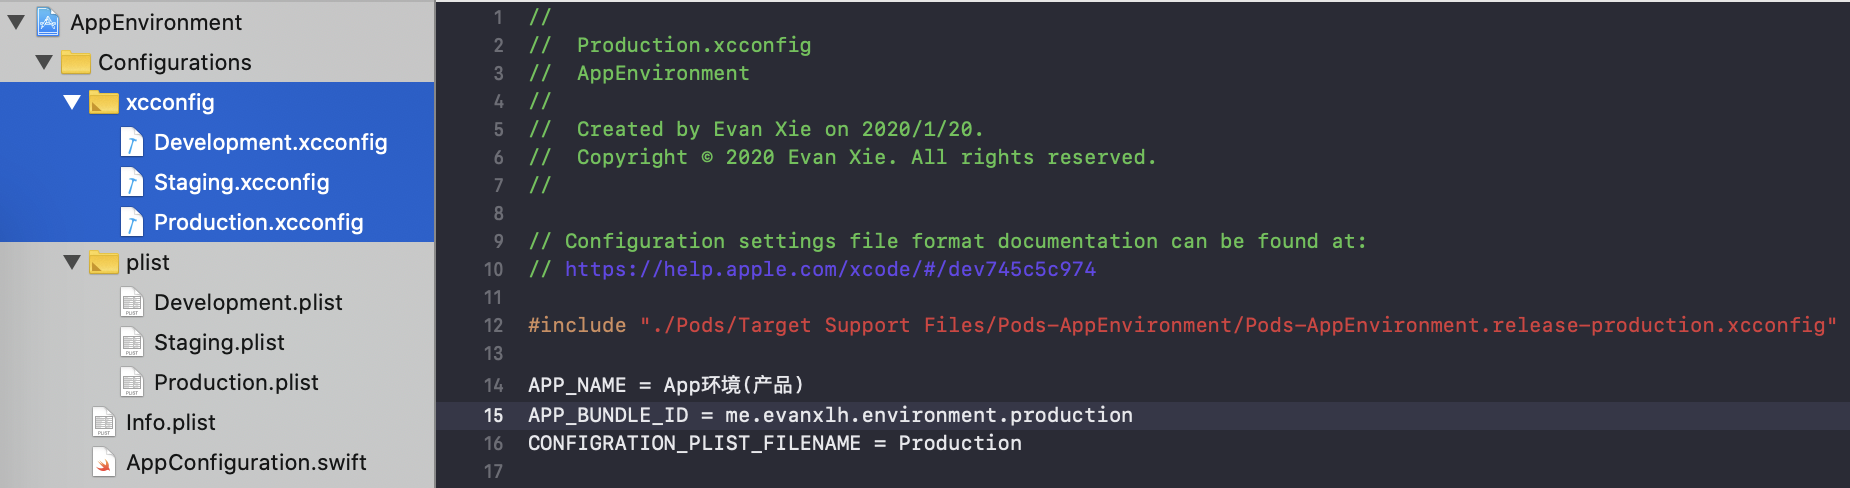 AppEnvironment
Configurations
xcconfig
Development.xcconfig
Staging.xcconfig
Production.xcconfig
plist
Development.plist
Staging.plist
Production.plist
Info.plist
AppConfiguration.swift
1 //
2 //  Production.xcconfig
3 //  AppEnvironment
4 //
5 //  Created by Evan Xie on 2020/1/20.
6 //  Copyright © 2020 Evan Xie. All rights reserved.
7 //
8
9 // Configuration settings file format documentation can be found at:
10 // https://help.apple.com/xcode/#/dev745c5c974
11
12 #include "./Pods/Target Support Files/Pods-AppEnvironment/Pods-AppEnvironment.release-production.xcconfig"
13
14 APP_NAME = App环境(产品)
15 APP_BUNDLE_ID = me.evanxlh.environment.production
16 CONFIGRATION_PLIST_FILENAME = Production
17